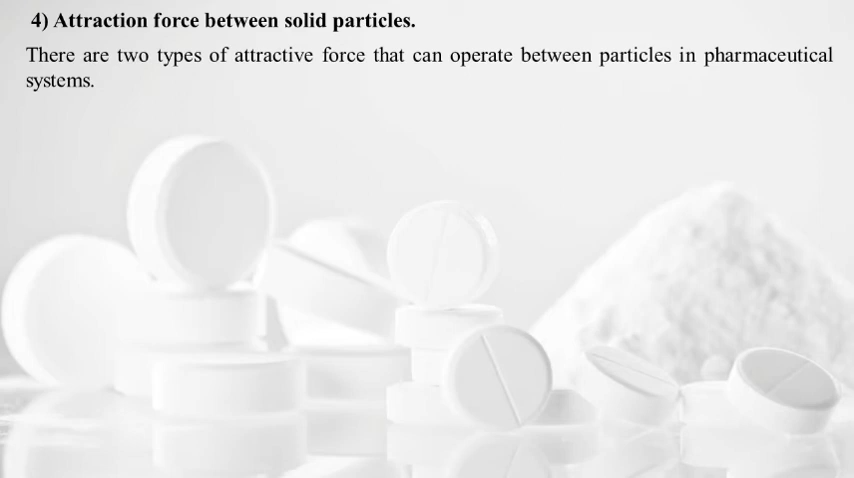 4) Attraction force between solid particles.
There are two types of attractive force that can operate between particles in pharmaceutical
systems.